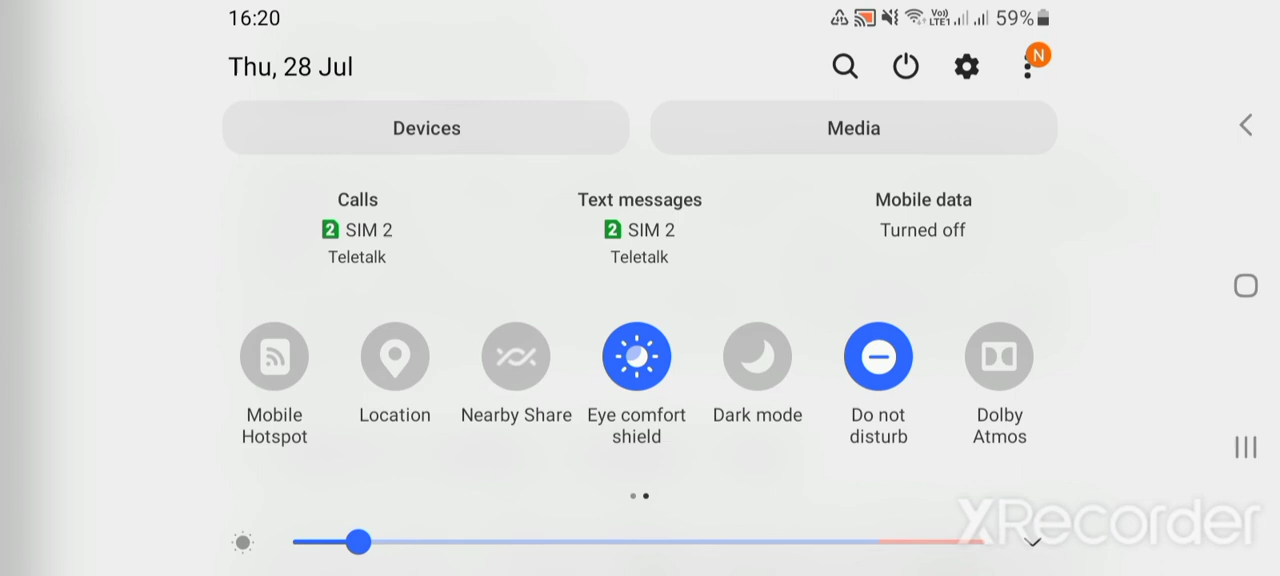 16:20
Vo)) LTE1 59%
Thu, 28 Jul
N
Devices
Media
Calls
2 SIM 2
Teletalk
Text messages
2 SIM 2
Teletalk
Mobile data
Turned off
Mobile
Hotspot
Location
Nearby Share
Eye comfort
shield
Dark mode
Do not
disturb
Dolby
Atmos
XRecorder